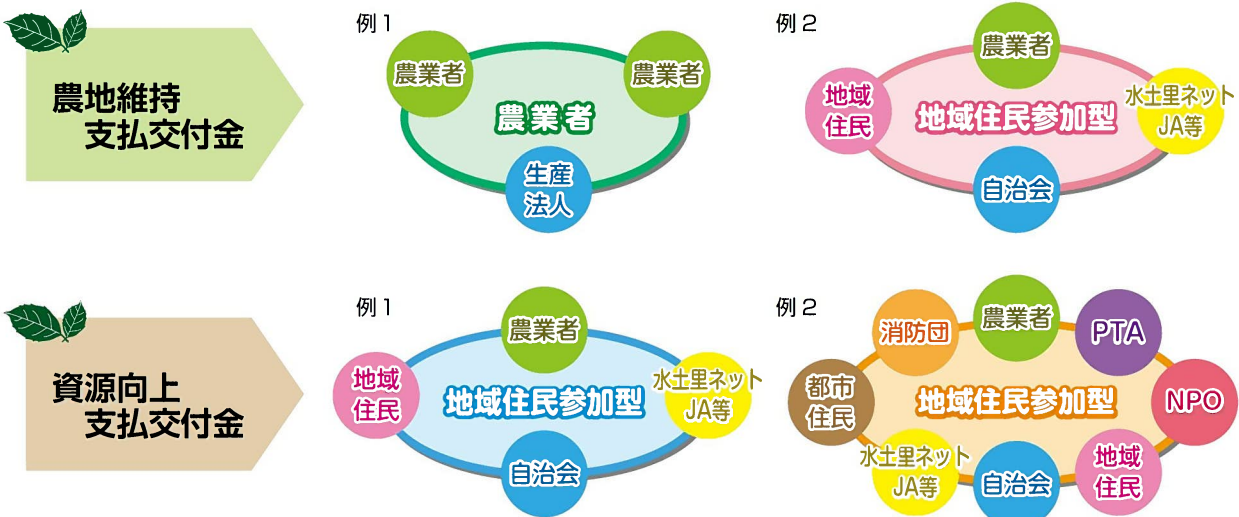 農地維持
支払交付金
例1
農業者
農業者
農業者
生産
法人
例2
農業者
地域
住民
地域住民参加型
水土里ネット
JA等
自治会
資源向上
支払交付金
例1
農業者
地域
住民
地域住民参加型
水土里ネット
JA等
自治会
例2
消防団
農業者
PTA
都市
住民
地域住民参加型
NPO
水土里ネット
JA等
自治会
地域
住民